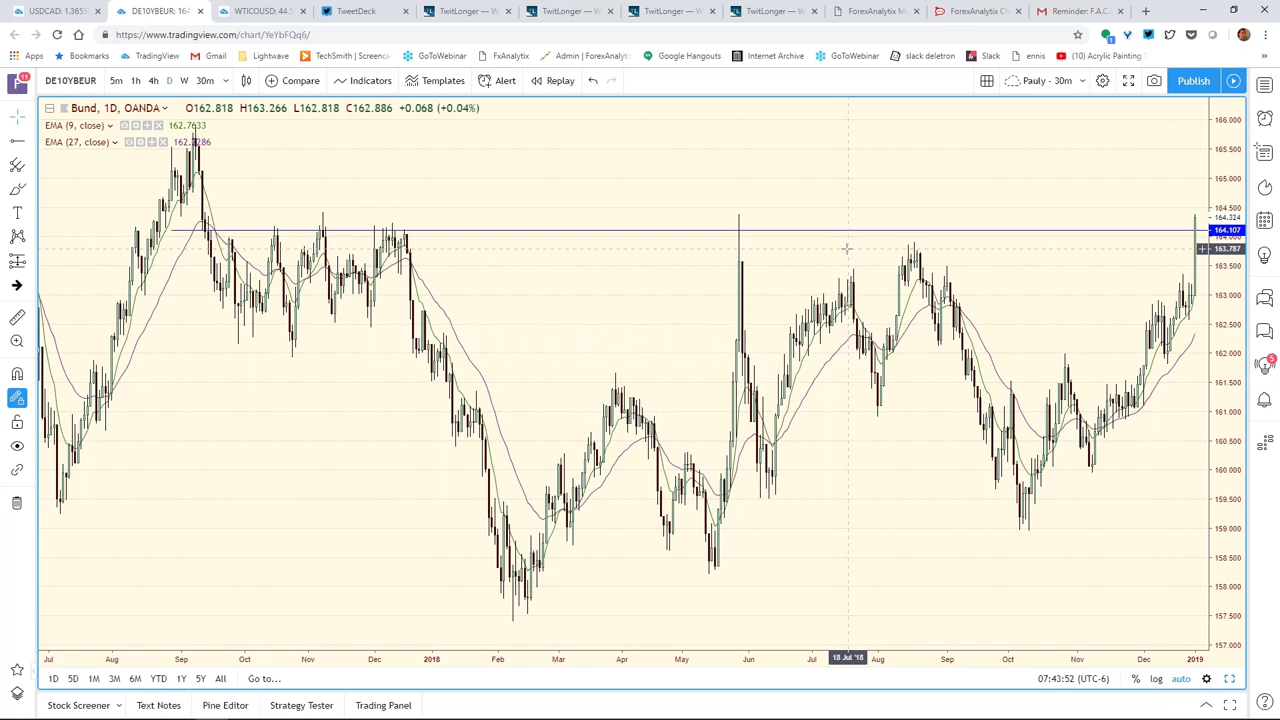 USDCAD: 1.3655
DE10YBEUR: 164
WTICOUSD: 44.5
TweetDeck
TwitLonger — W
TwitLonger — W
TwitLonger — W
TwitLonger — W
ForexAnalytix Ma
ForexAnalytix Ch
Reminder: F.A.C.
https://www.tradingview.com/chart/YeYbFQq6/
Apps
Bookmarks
TradingView
Gmail
Lightwave
TechSmith | Screenca
GoToWebinar
FxAnalytix
Admin | ForexAnalyti
Google Hangouts
Internet Archive
GoToWebinar
slack deletron
Slack
ennis
(2) Acrylic Painting
11
DE10YBEUR
5m
1h
4h
D
W
30m
Compare
Indicators
Templates
Alert
Replay
Pauly - 30m
Publish
Bund, 1D, OANDA
O162.818 H163.266 L162.818 C162.886 +0.068 (+0.04%)
EMA (9, close)
162.7633
EMA (27, close)
166.000
165.500
165.000
164.500
164.324
164.107
163.787
163.500
163.000
162.500
162.000
161.500
161.000
160.500
160.000
159.500
159.000
158.500
158.000
157.500
157.000
5
Jul
Aug
Sep
Oct
Nov
Dec
2018
Feb
Mar
Apr
May
Jun
Jul
18 Jul '18
Aug
Sep
Oct
Nov
Dec
2019
1D
5D
1M
3M
6M
YTD
1Y
5Y
All
Go to...
07:43:52 (UTC-6)
%
log
auto
Stock Screener
Text Notes
Pine Editor
Strategy Tester
Trading Panel